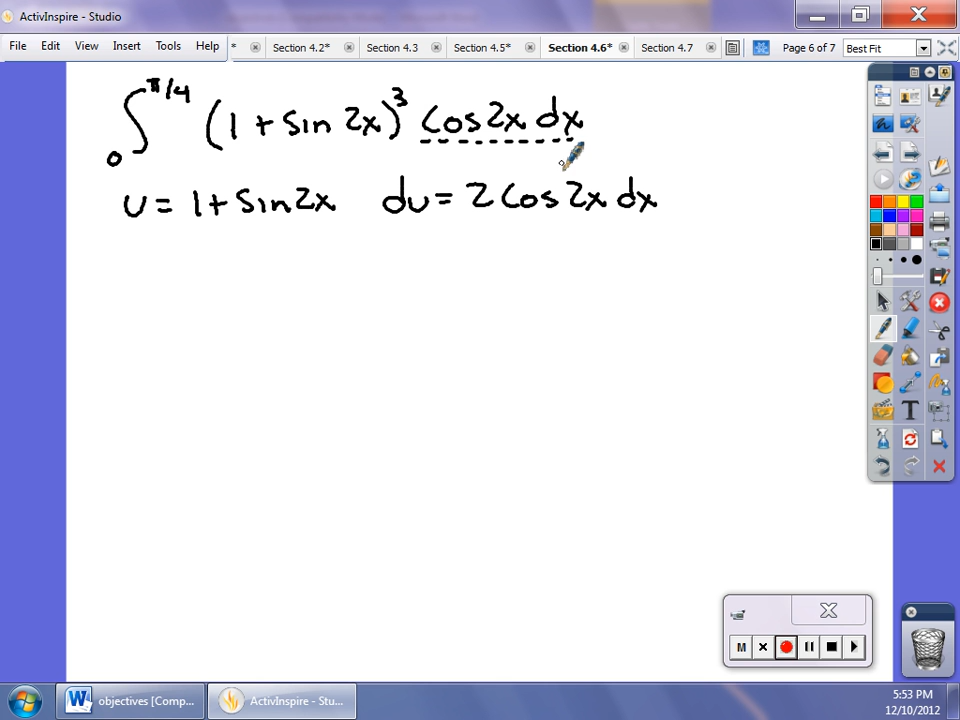 ActivInspire - Studio
File Edit View Insert Tools Help * Section 4.2* Section 4.3 Section 4.5* Section 4.6* Section 4.7 Page 6 of 7 Best Fit
∫₀^π/4 (1 + sin 2x)³ cos 2x dx
u = 1 + sin 2x du = 2 cos 2x dx
T
M
objectives [Comp... ActivInspire - Stu...
5:53 PM
12/10/2012